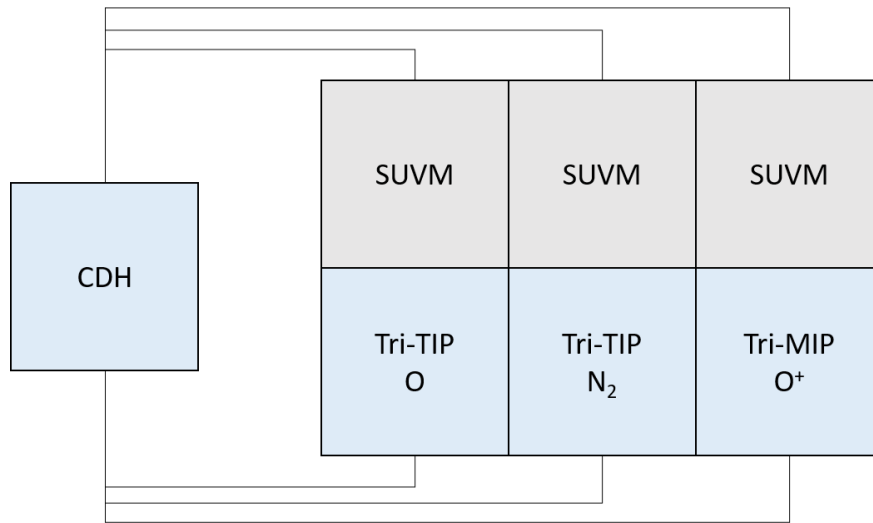 SUVM
SUVM
SUVM
CDH
Tri-TIP
O
Tri-TIP
N₂
Tri-MIP
O⁺